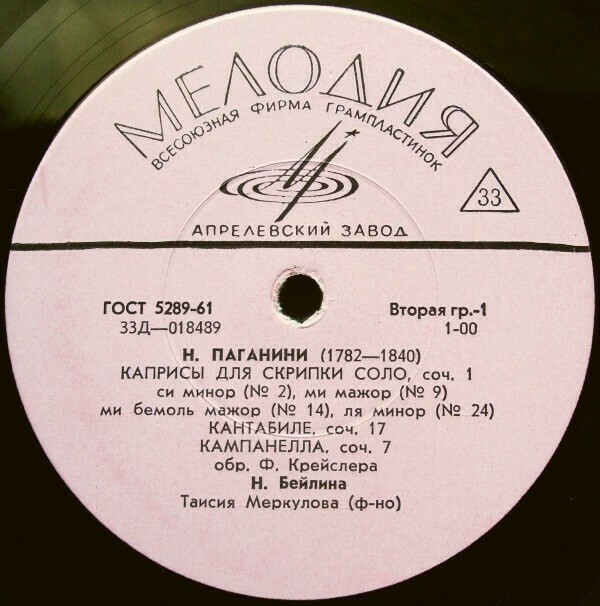 МЕЛОДИЯ
ВСЕСОЮЗНАЯ ФИРМА ГРАМПЛАСТИНОК
33
АПРЕЛЕВСКИЙ ЗАВОД
ГОСТ 5289-61 Вторая гр.-1
33Д—018489 1-00
Н. ПАГАНИНИ (1782—1840)
КАПРИСЫ ДЛЯ СКРИПКИ СОЛО, соч. 1
си минор (№ 2), ми мажор (№ 9)
ми бемоль мажор (№ 14), ля минор (№ 24)
КАНТАБИЛЕ, соч. 17
КАМПАНЕЛЛА, соч. 7
обр. Ф. Крейслера
Н. Бейлина
Таисия Меркулова (ф-но)